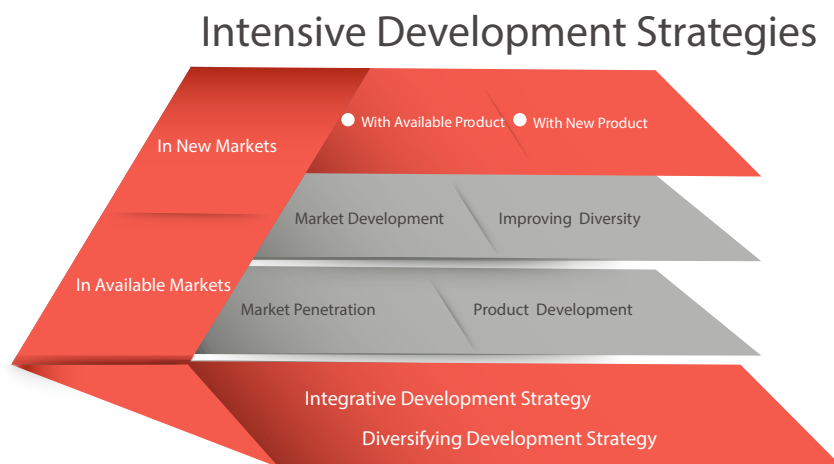 Intensive Development Strategies
With Available Product
With New Product
In New Markets
Market Development
Improving Diversity
In Available Markets
Market Penetration
Product Development
Integrative Development Strategy
Diversifying Development Strategy